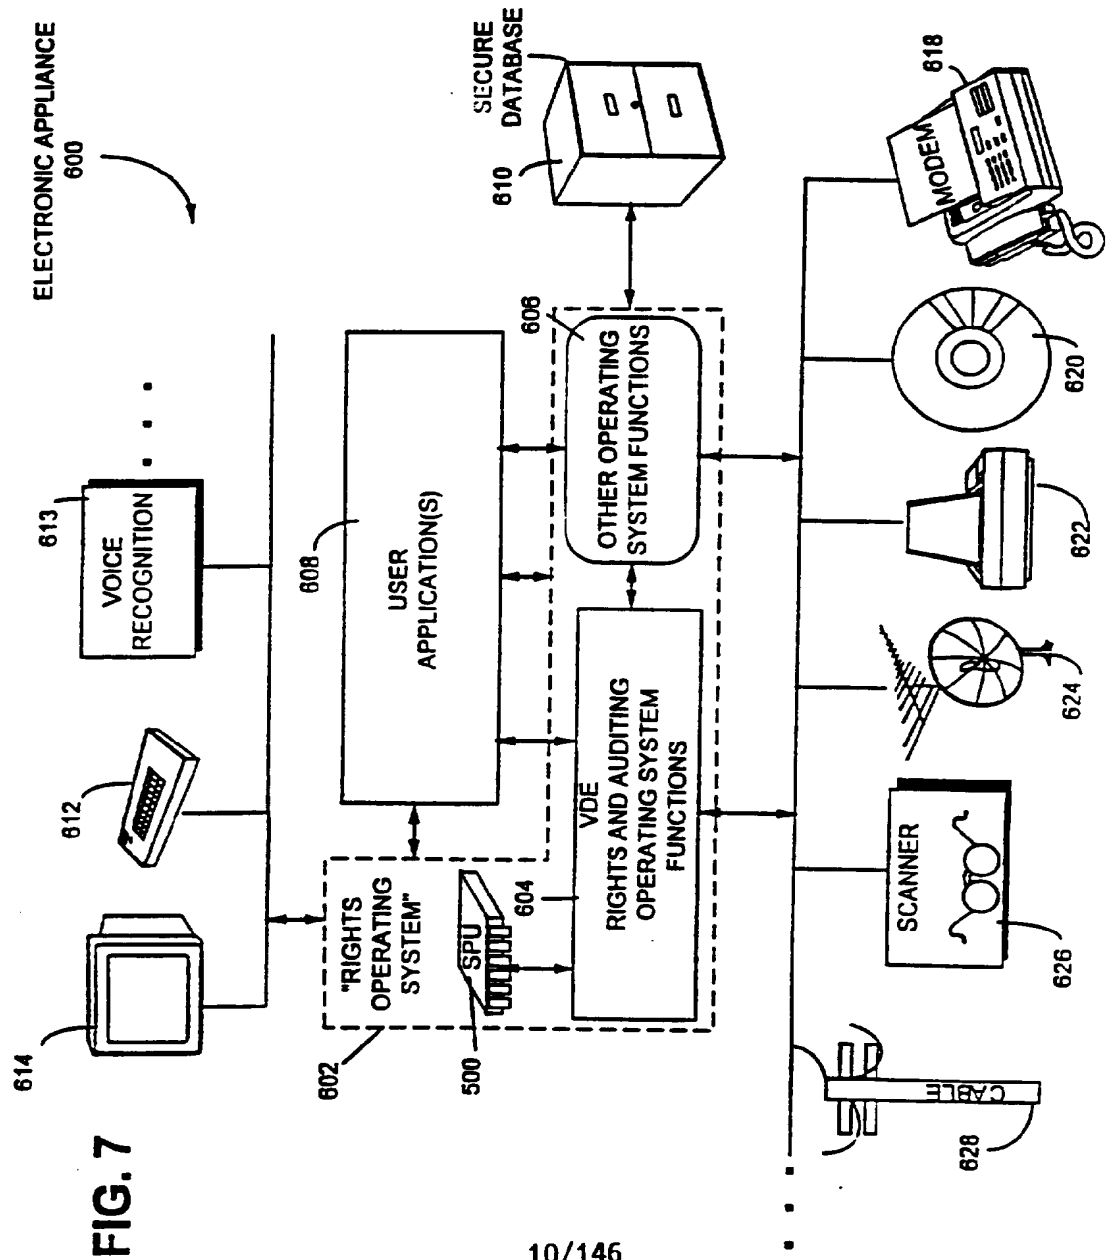 FIG. 7
ELECTRONIC APPLIANCE
600
614
612
613
VOICE
RECOGNITION
608
USER
APPLICATION(S)
602
"RIGHTS
OPERATING
SYSTEM"
500
SPU
604
VDE
RIGHTS AND AUDITING
OPERATING SYSTEM
FUNCTIONS
606
OTHER OPERATING
SYSTEM FUNCTIONS
610
SECURE
DATABASE
628
CABLE
626
SCANNER
624
622
620
MODEM
618
10/146